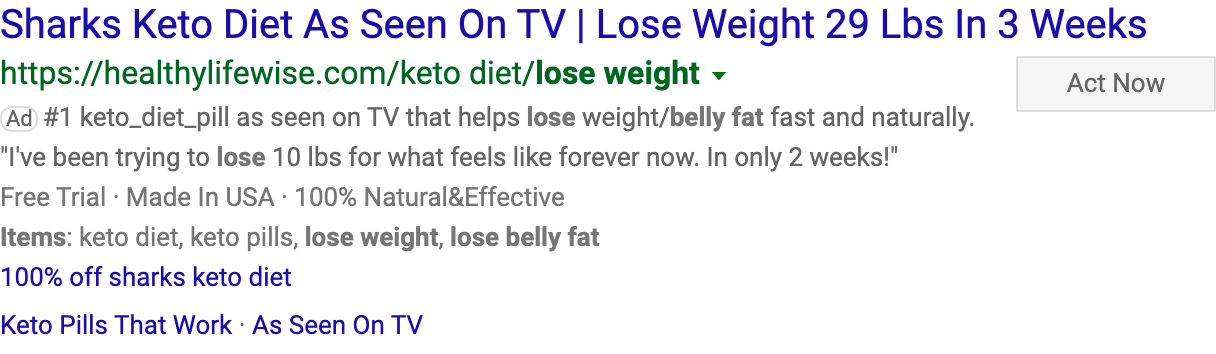 Sharks Keto Diet As Seen On TV | Lose Weight 29 Lbs In 3 Weeks
https://healthylifewise.com/keto diet/lose weight
Act Now
Ad #1 keto_diet_pill as seen on TV that helps lose weight/belly fat fast and naturally.
"I've been trying to lose 10 lbs for what feels like forever now. In only 2 weeks!"
Free Trial · Made In USA · 100% Natural&Effective
Items: keto diet, keto pills, lose weight, lose belly fat
100% off sharks keto diet
Keto Pills That Work · As Seen On TV